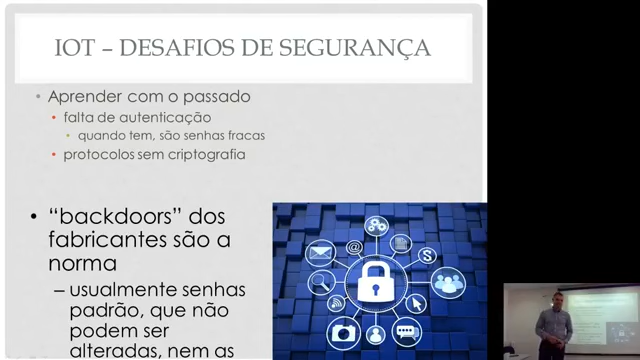 IOT – DESAFIOS DE SEGURANÇA
• Aprender com o passado
• falta de autenticação
• quando tem, são senhas fracas
• protocolos sem criptografia
• “backdoors” dos
fabricantes são a
norma
– usualmente senhas
padrão, que não
podem ser
alteradas, nem as
@
$